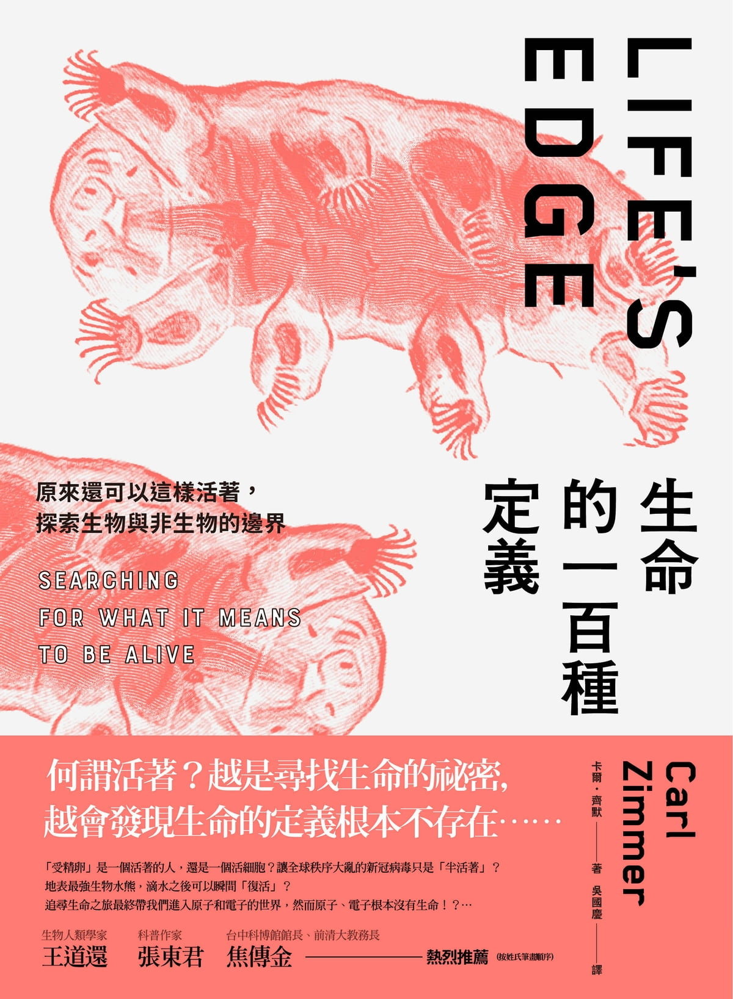 LIFE'S
EDGE
生命
的一百種
定義
原來還可以這樣活著，
探索生物與非生物的邊界
SEARCHING
FOR WHAT IT MEANS
TO BE ALIVE
Carl
Zimmer
卡爾・齊默——著 吳國慶——譯
何謂活著？越是尋找生命的祕密，
越會發現生命的定義根本不存在⋯⋯
「受精卵」是一個活著的人，還是一個活細胞？讓全球秩序大亂的新冠病毒只是「半活著」？
地表最強生物水熊，滴水之後可以瞬間「復活」？
追尋生命之旅最終帶我們進入原子和電子的世界，然而原子、電子根本沒有生命！？⋯
生物人類學家 科普作家 台中科博館館長、前清大教務長
王道還 張東君 焦傳金——熱烈推薦（按姓氏筆畫順序）